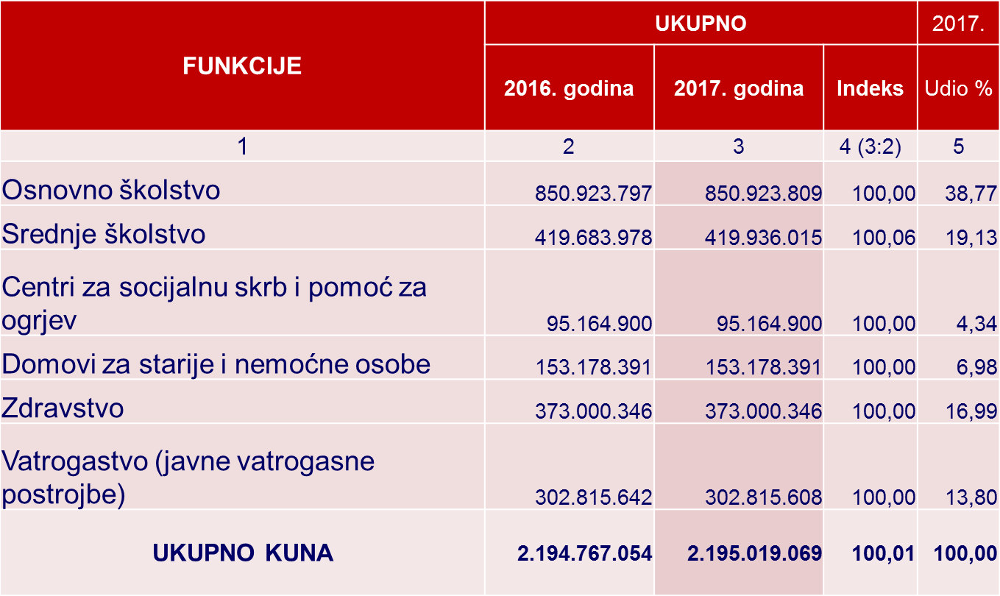 FUNKCIJE
UKUPNO
2017.
2016. godina
2017. godina
Indeks
Udio %
1
2
3
4 (3:2)
5
Osnovno školstvo
850.923.797
850.923.809
100,00
38,77
Srednje školstvo
419.683.978
419.936.015
100,06
19,13
Centri za socijalnu skrb i pomoć za
ogrjev
95.164.900
95.164.900
100,00
4,34
Domovi za starije i nemoćne osobe
153.178.391
153.178.391
100,00
6,98
Zdravstvo
373.000.346
373.000.346
100,00
16,99
Vatrogastvo (javne vatrogasne
postrojbe)
302.815.642
302.815.608
100,00
13,80
UKUPNO KUNA
2.194.767.054
2.195.019.069
100,01
100,00